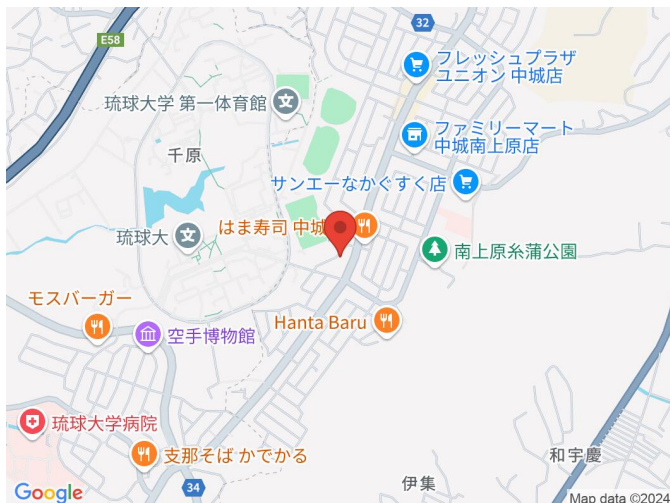 32
E58
フレッシュプラザ
ユニオン 中城店
琉球大学 第一体育館
ファミリーマート
中城南上原店
千原
サンエーなかぐすく店
はま寿司 中城
琉球大
南上原糸蒲公園
モスバーガー
Hanta Baru
空手博物館
琉球大学病院
支那そば かでかる
和宇慶
伊集
34
Google
Map data ©2024